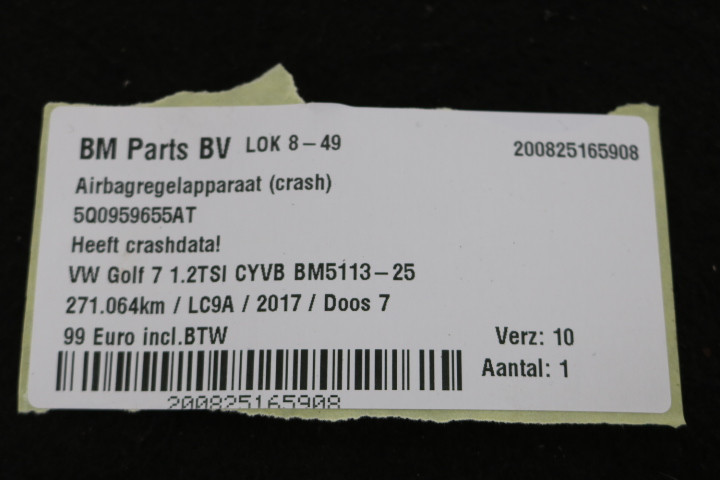 BM Parts BV LOK 8-49 200825165908
Airbagregelapparaat (crash)
5Q0959655AT
Heeft crashdata!
VW Golf 7 1.2TSI CYVB BM5113-25
271.064km / LC9A / 2017 / Doos 7
99 Euro incl.BTW Verz: 10
Aantal: 1
200825165908